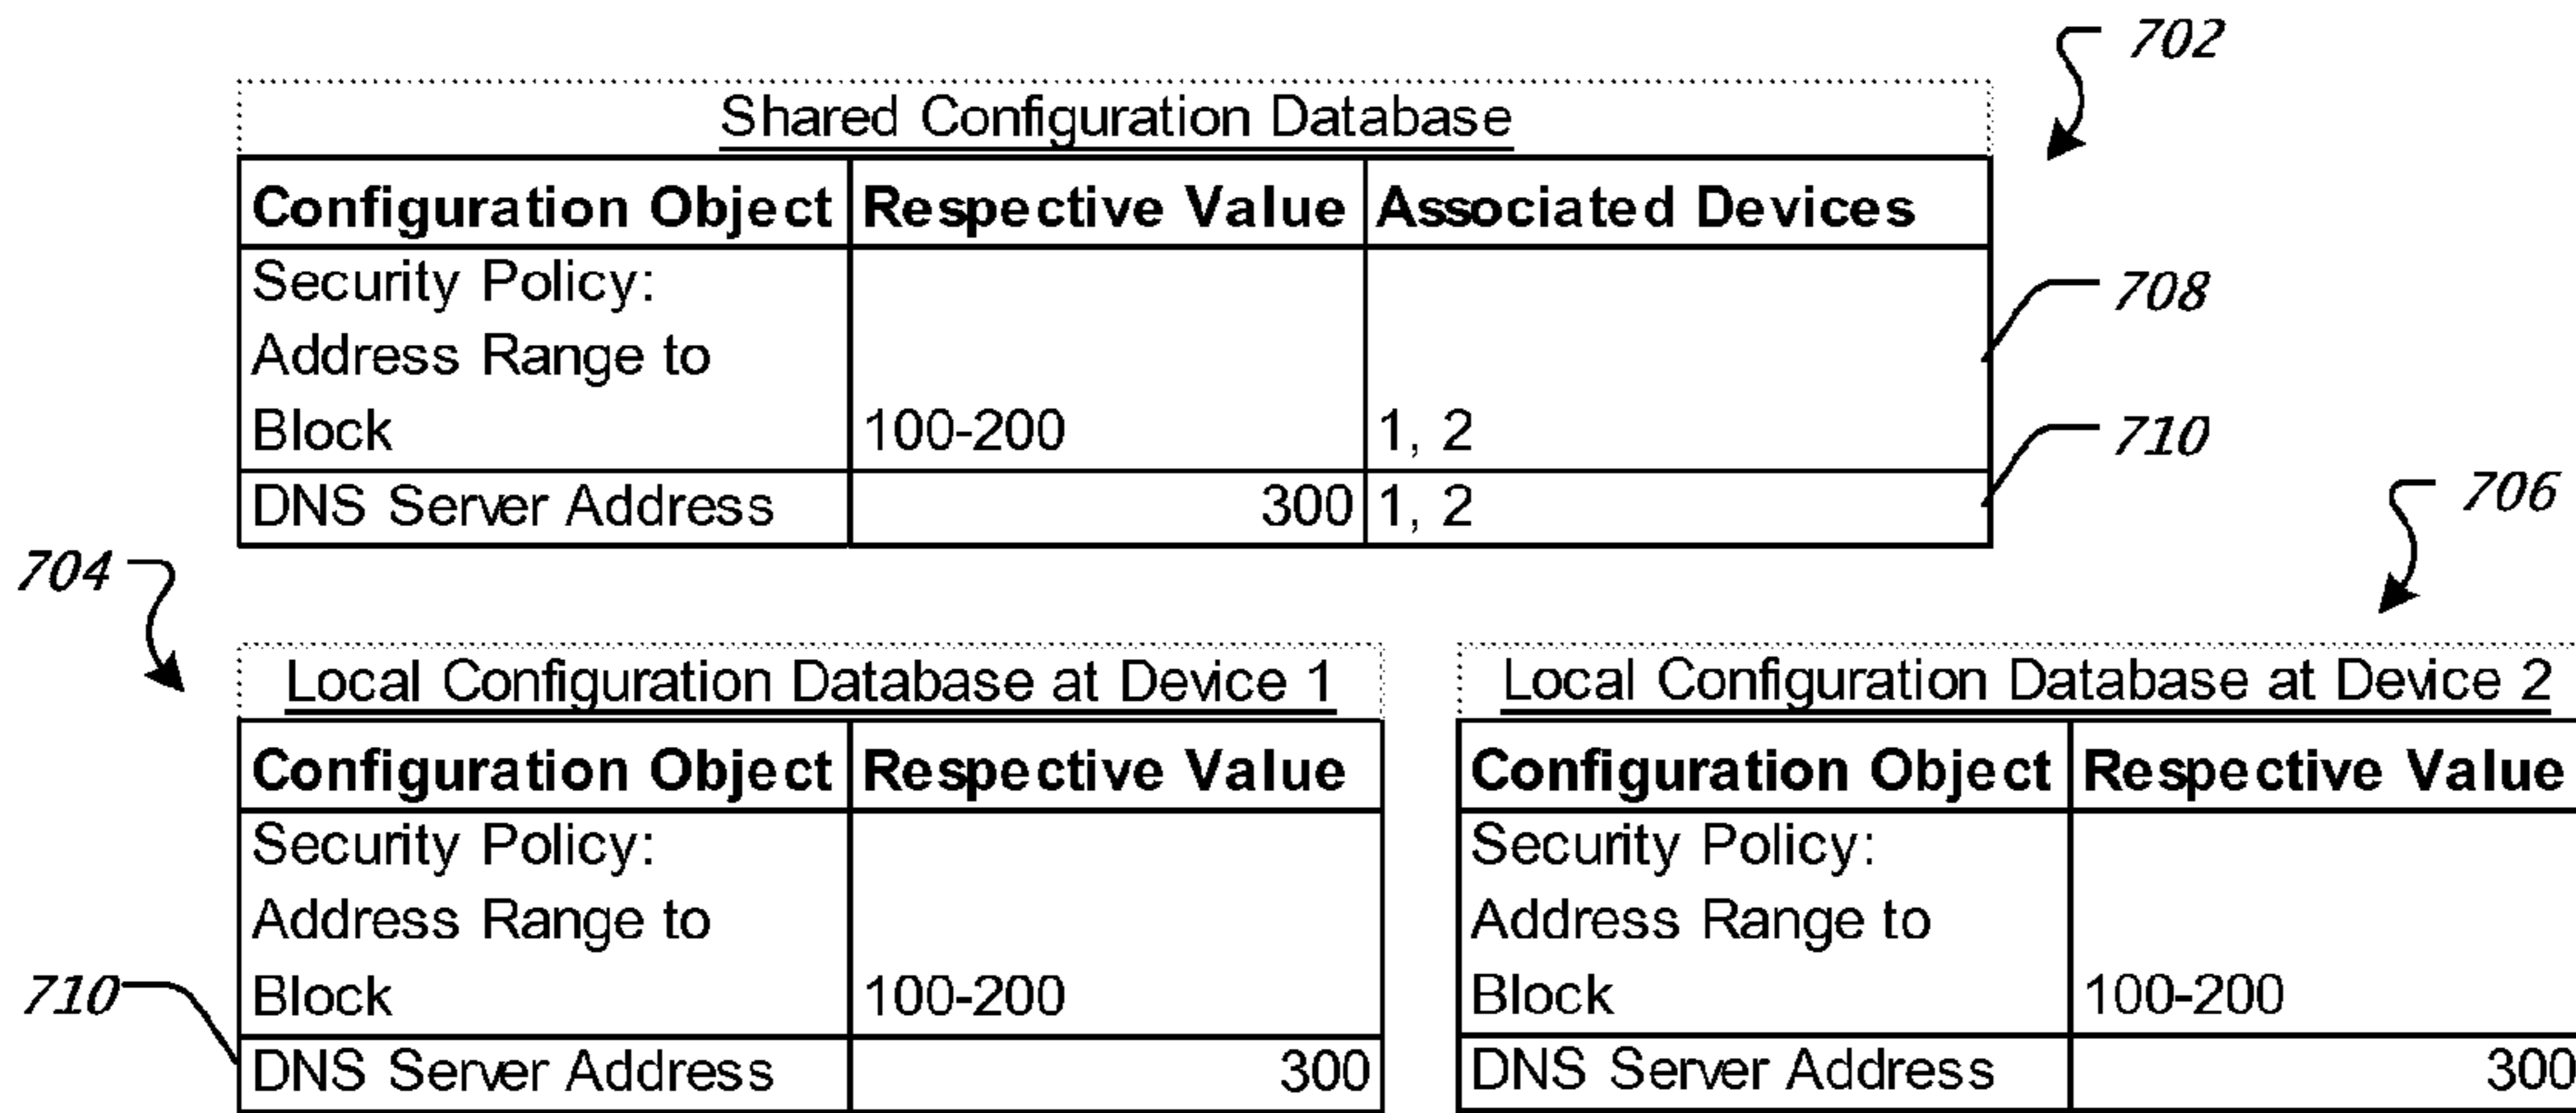 702
Shared Configuration Database
Configuration Object Respective Value Associated Devices
Security Policy:
Address Range to
Block 100-200 1, 2
708
710
DNS Server Address 300 1, 2
706
704
Local Configuration Database at Device 1
Configuration Object Respective Value
Security Policy:
Address Range to
Block 100-200
710
DNS Server Address 300
Local Configuration Database at Device 2
Configuration Object Respective Value
Security Policy:
Address Range to
Block 100-200
DNS Server Address 300